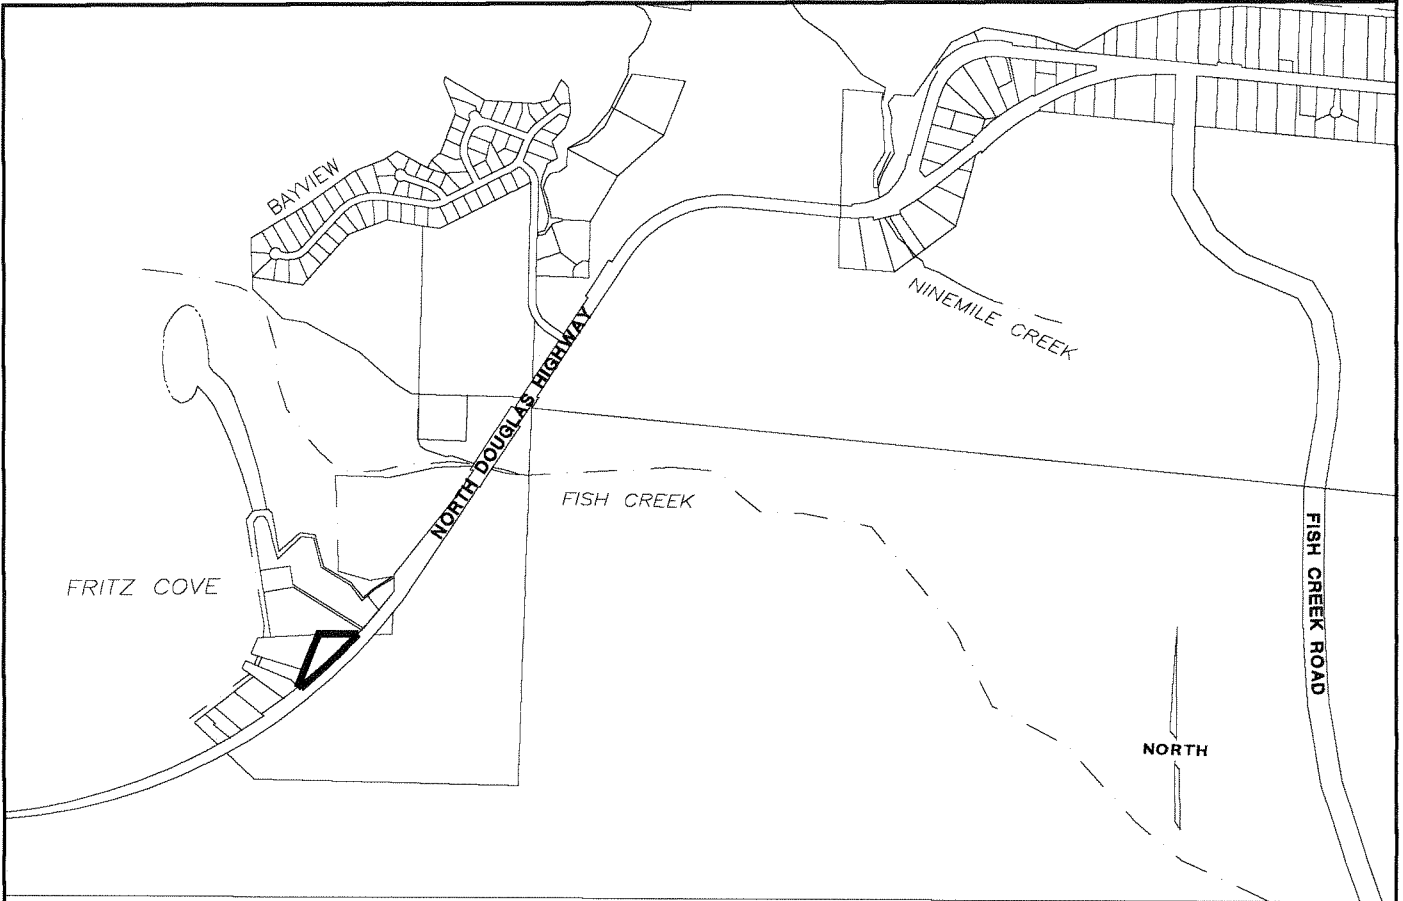 BAYVIEW
NINEMILE CREEK
NORTH DOUGLAS HIGHWAY
FISH CREEK
FRITZ COVE
FISH CREEK ROAD
NORTH